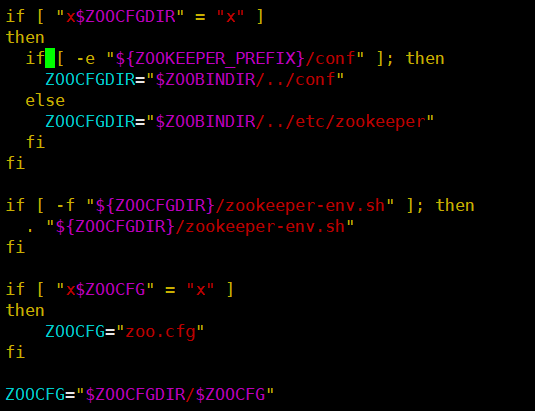 if [ "x$ZOOCFGDIR" = "x" ]
then
  if [ -e "${ZOOKEEPER_PREFIX}/conf" ]; then
    ZOOCFGDIR="$ZOOBINDIR/../conf"
  else
    ZOOCFGDIR="$ZOOBINDIR/../etc/zookeeper"
  fi
fi

if [ -f "${ZOOCFGDIR}/zookeeper-env.sh" ]; then
  . "${ZOOCFGDIR}/zookeeper-env.sh"
fi

if [ "x$ZOOCFG" = "x" ]
then
    ZOOCFG="zoo.cfg"
fi

ZOOCFG="$ZOOCFGDIR/$ZOOCFG"